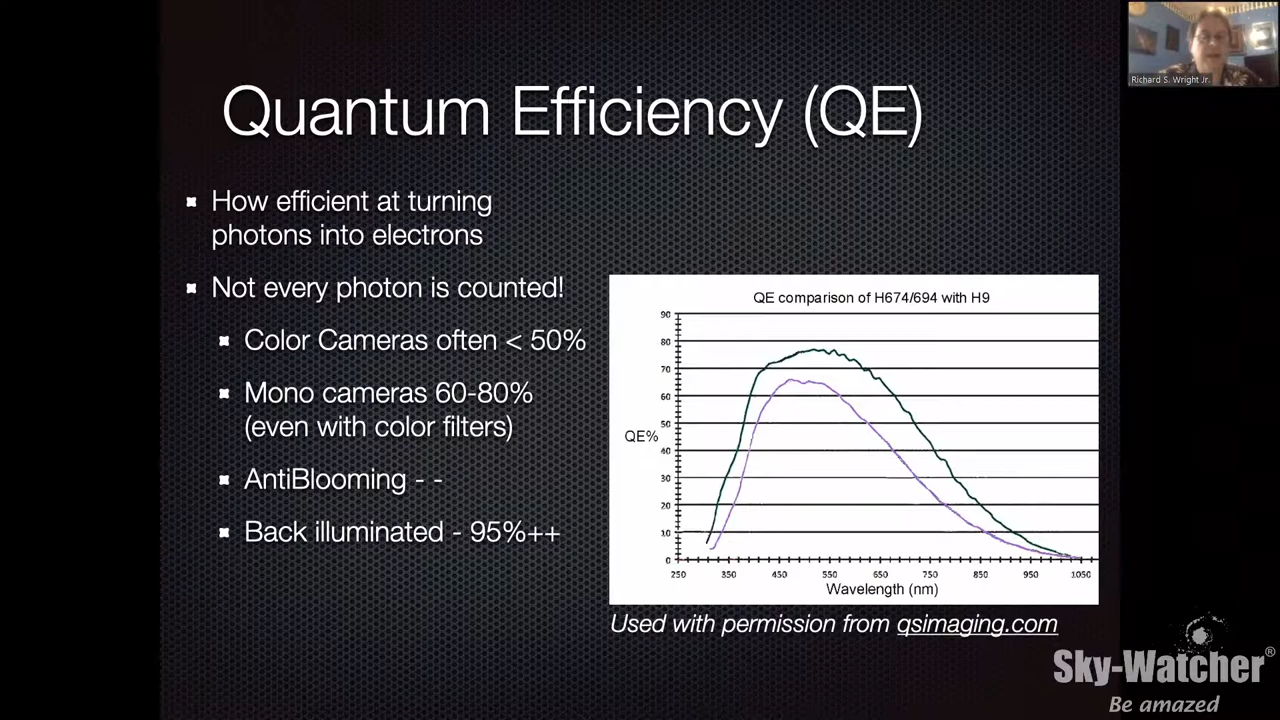 Richard S. Wright Jr.
Quantum Efficiency (QE)
How efficient at turning
photons into electrons
Not every photon is counted!
Color Cameras often < 50%
Mono cameras 60-80%
(even with color filters)
AntiBlooming - -
Back illuminated - 95%++
QE comparison of H674/694 with H9
90
80
70
60
50
40
30
20
10
0
QE%
250 350 450 550 650 750 850 950 1050
Wavelength (nm)
Used with permission from qsimaging.com
Sky-Watcher®
Be amazed